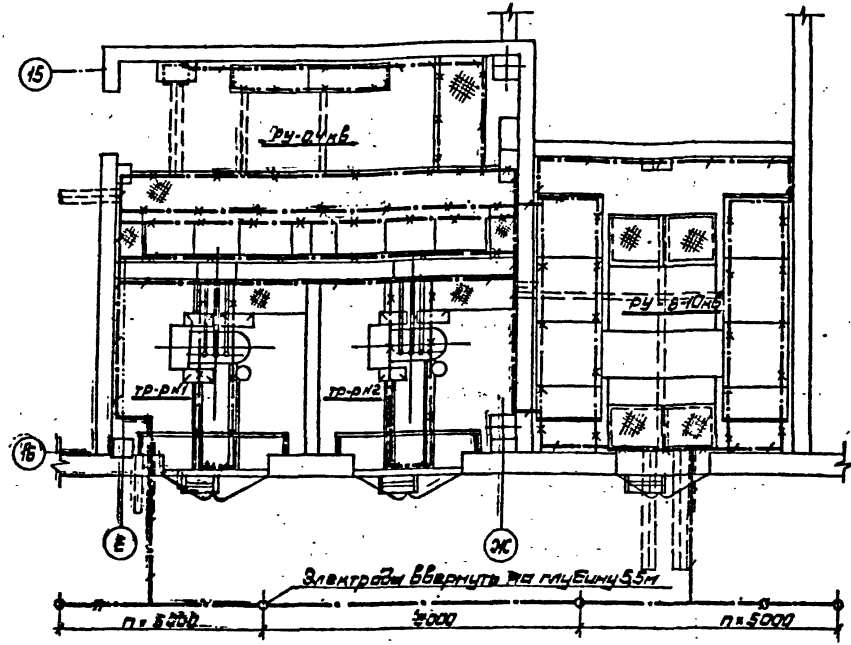 15
РУ-0,4кв
РУ-6-10кв
тр-р№1
тр-р№2
16
Ж
Электроды ввернуть на глубину 5,5м
n = 5000
n = 5000